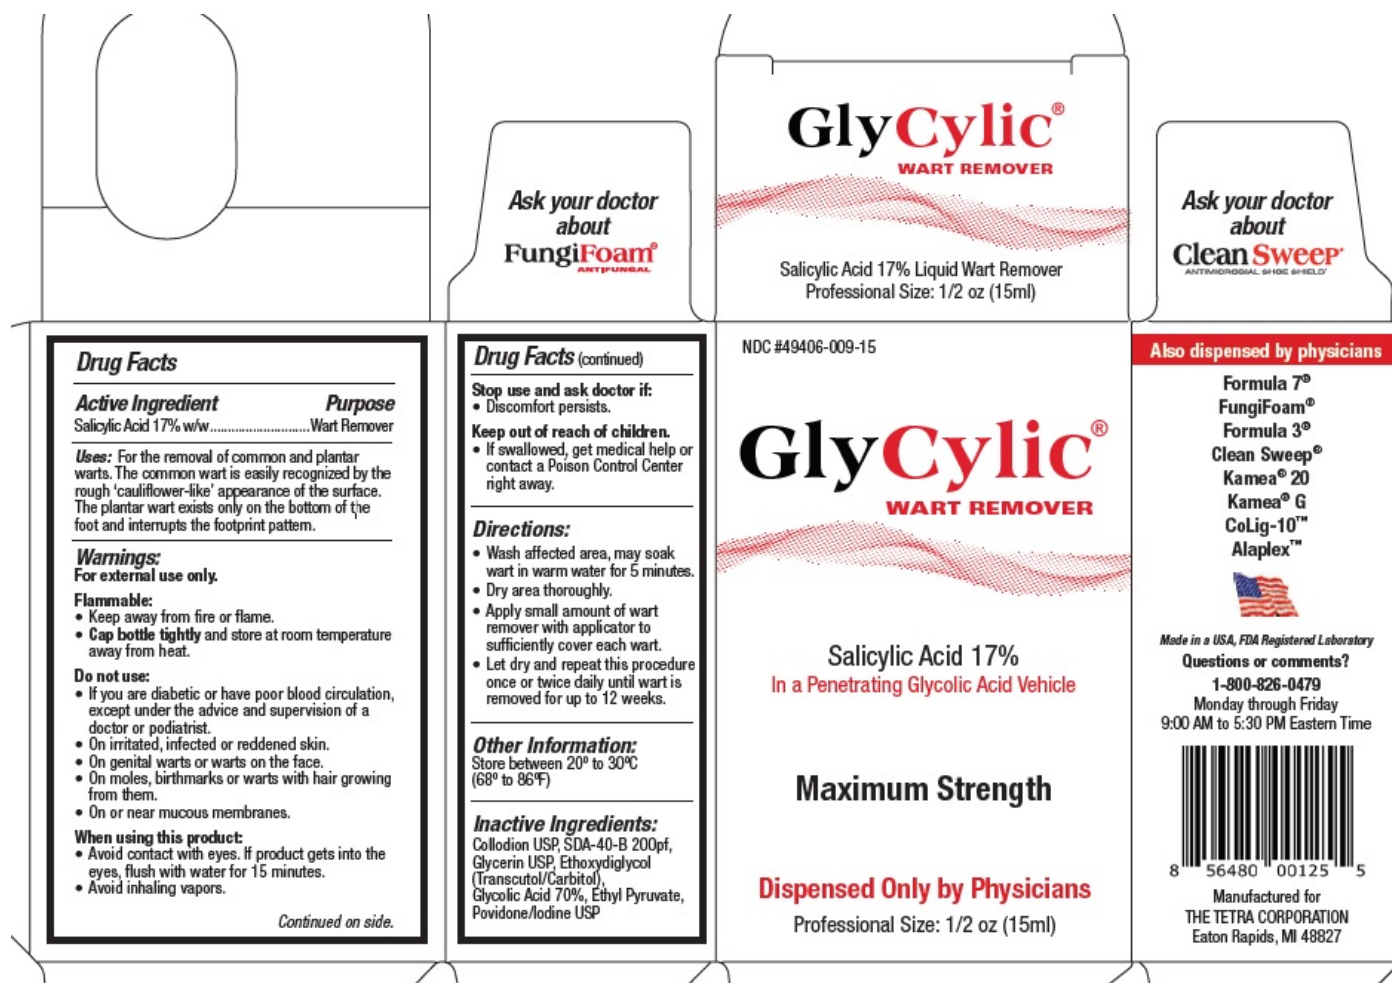 Ask your doctor
about
FungiFoam®
ANTIFUNGAL
GlyCylic®
WART REMOVER
Salicylic Acid 17% Liquid Wart Remover
Professional Size: 1/2 oz (15ml)
Ask your doctor
about
Clean Sweep®
ANTIMICROBIAL SHOE SHIELD
Drug Facts
Active Ingredient Purpose
Salicylic Acid 17% w/w............................Wart Remover
Uses: For the removal of common and plantar
warts. The common wart is easily recognized by the
rough ‘cauliflower-like’ appearance of the surface.
The plantar wart exists only on the bottom of the
foot and interrupts the footprint pattern.
Warnings:
For external use only.
Flammable:
• Keep away from fire or flame.
• Cap bottle tightly and store at room temperature
away from heat.
Do not use:
• If you are diabetic or have poor blood circulation,
except under the advice and supervision of a
doctor or podiatrist.
• On irritated, infected or reddened skin.
• On genital warts or warts on the face.
• On moles, birthmarks or warts with hair growing
from them.
• On or near mucous membranes.
When using this product:
• Avoid contact with eyes. If product gets into the
eyes, flush with water for 15 minutes.
• Avoid inhaling vapors.
Continued on side.
Drug Facts (continued)
Stop use and ask doctor if:
• Discomfort persists.
Keep out of reach of children.
• If swallowed, get medical help or
contact a Poison Control Center
right away.
Directions:
• Wash affected area, may soak
wart in warm water for 5 minutes.
• Dry area thoroughly.
• Apply small amount of wart
remover with applicator to
sufficiently cover each wart.
• Let dry and repeat this procedure
once or twice daily until wart is
removed for up to 12 weeks.
Other Information:
Store between 20º to 30ºC
(68º to 86ºF)
Inactive Ingredients:
Collodion USP, SDA-40-B 200pf,
Glycerin USP, Ethoxydiglycol
(Transcutol/Carbitol),
Glycolic Acid 70%, Ethyl Pyruvate,
Povidone/Iodine USP
NDC #49406-009-15
GlyCylic®
WART REMOVER
Salicylic Acid 17%
In a Penetrating Glycolic Acid Vehicle
Maximum Strength
Dispensed Only by Physicians
Professional Size: 1/2 oz (15ml)
Also dispensed by physicians
Formula 7®
FungiFoam®
Formula 3®
Clean Sweep®
Kamea® 20
Kamea® G
CoLig-10™
Alaplex™
Made in a USA, FDA Registered Laboratory
Questions or comments?
1-800-826-0479
Monday through Friday
9:00 AM to 5:30 PM Eastern Time
8 56480 00125 5
Manufactured for
THE TETRA CORPORATION
Eaton Rapids, MI 48827